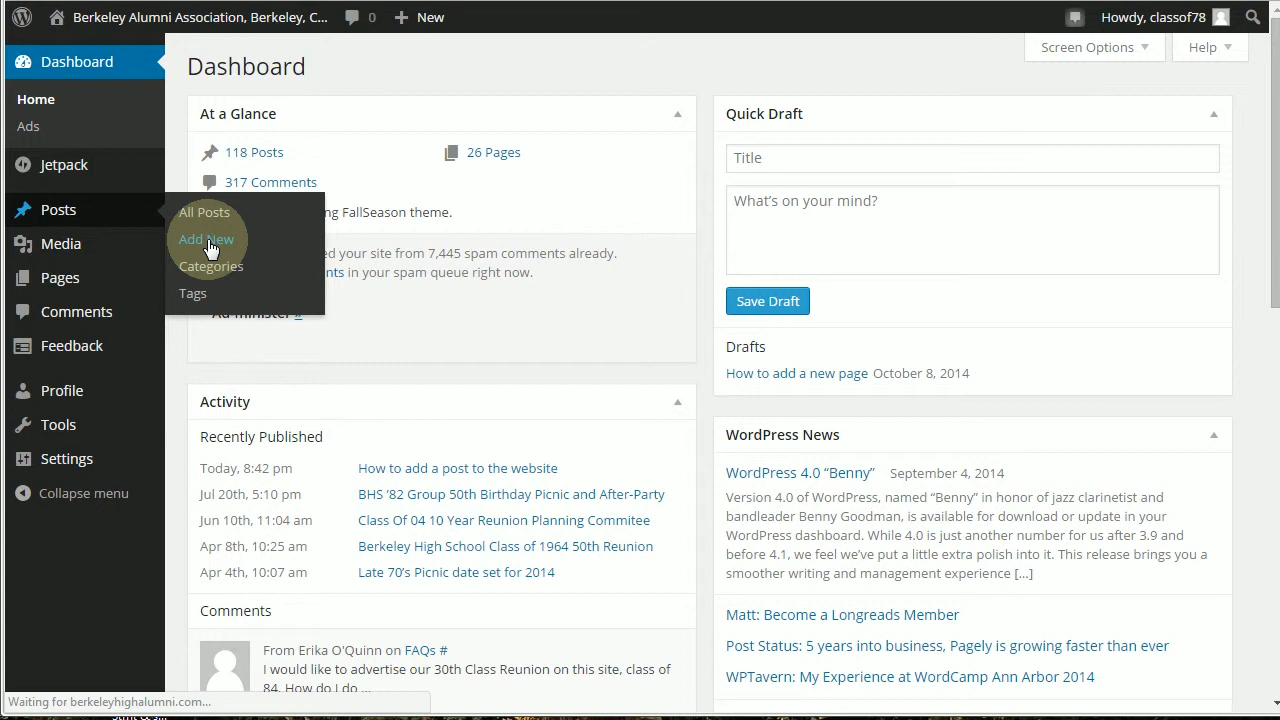 Berkeley Alumni Association, Berkeley, C... 0 New Howdy, classof78
Dashboard
Home
Ads
Jetpack
Posts
All Posts
Add New
Categories
Tags
Media
Pages
Comments
Feedback
Profile
Tools
Settings
Collapse menu
Screen Options Help
Dashboard
At a Glance
118 Posts 26 Pages
317 Comments
ng FallSeason theme.
d your site from 7,445 spam comments already.
nts in your spam queue right now.
Ad-minister »
Activity
Recently Published
Today, 8:42 pm How to add a post to the website
Jul 20th, 5:10 pm BHS ‘82 Group 50th Birthday Picnic and After-Party
Jun 10th, 11:04 am Class Of 04 10 Year Reunion Planning Commitee
Apr 8th, 10:25 am Berkeley High School Class of 1964 50th Reunion
Apr 4th, 10:07 am Late 70’s Picnic date set for 2014
Comments
From Erika O'Quinn on FAQs #
I would like to advertise our 30th Class Reunion on this site, class of
84. How do I do ...
Quick Draft
Title
What’s on your mind?
Save Draft
Drafts
How to add a new page October 8, 2014
WordPress News
WordPress 4.0 “Benny” September 4, 2014
Version 4.0 of WordPress, named “Benny” in honor of jazz clarinetist and
bandleader Benny Goodman, is available for download or update in your
WordPress dashboard. While 4.0 is just another number for us after 3.9 and
before 4.1, we feel we’ve put a little extra polish into it. This release brings you a
smoother writing and management experience […]
Matt: Become a Longreads Member
Post Status: 5 years into business, Pagely is growing faster than ever
WPTavern: My Experience at WordCamp Ann Arbor 2014
Waiting for berkeleyhighalumni.com...